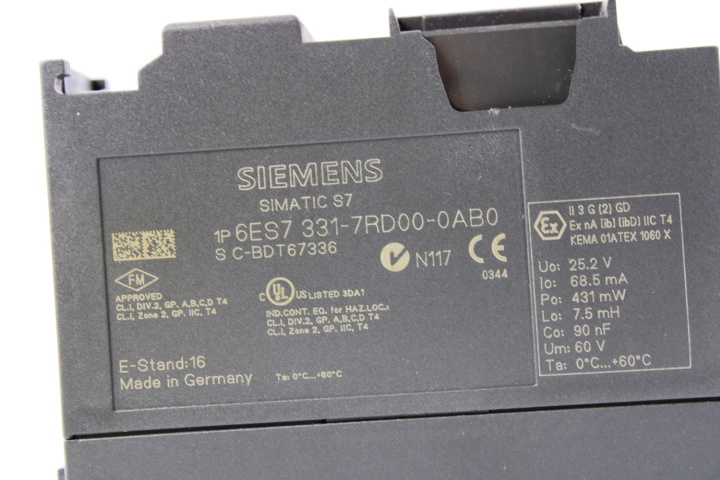 SIEMENS
SIMATIC S7
1P 6ES7 331-7RD00-0AB0
S C-BDT67336
N117
CE
0344
FM
APPROVED
CL.I, DIV.2, GP. A,B,C,D T4
CL.I, Zone 2, GP. IIC, T4
C UL US LISTED 3DA1
IND.CONT. EQ. for HAZ.LOC.:
CL.I, DIV.2, GP. A,B,C,D T4
CL.I, Zone 2, GP. IIC, T4
E-Stand:16
Made in Germany
Ta: 0°C...+60°C
Ex
II 3 G (2) GD
Ex nA [ib] [ibD] IIC T4
KEMA 01ATEX 1060 X
Uo: 25.2 V
Io: 68.5 mA
Po: 431 mW
Lo: 7.5 mH
Co: 90 nF
Um: 60 V
Ta: 0°C...+60°C